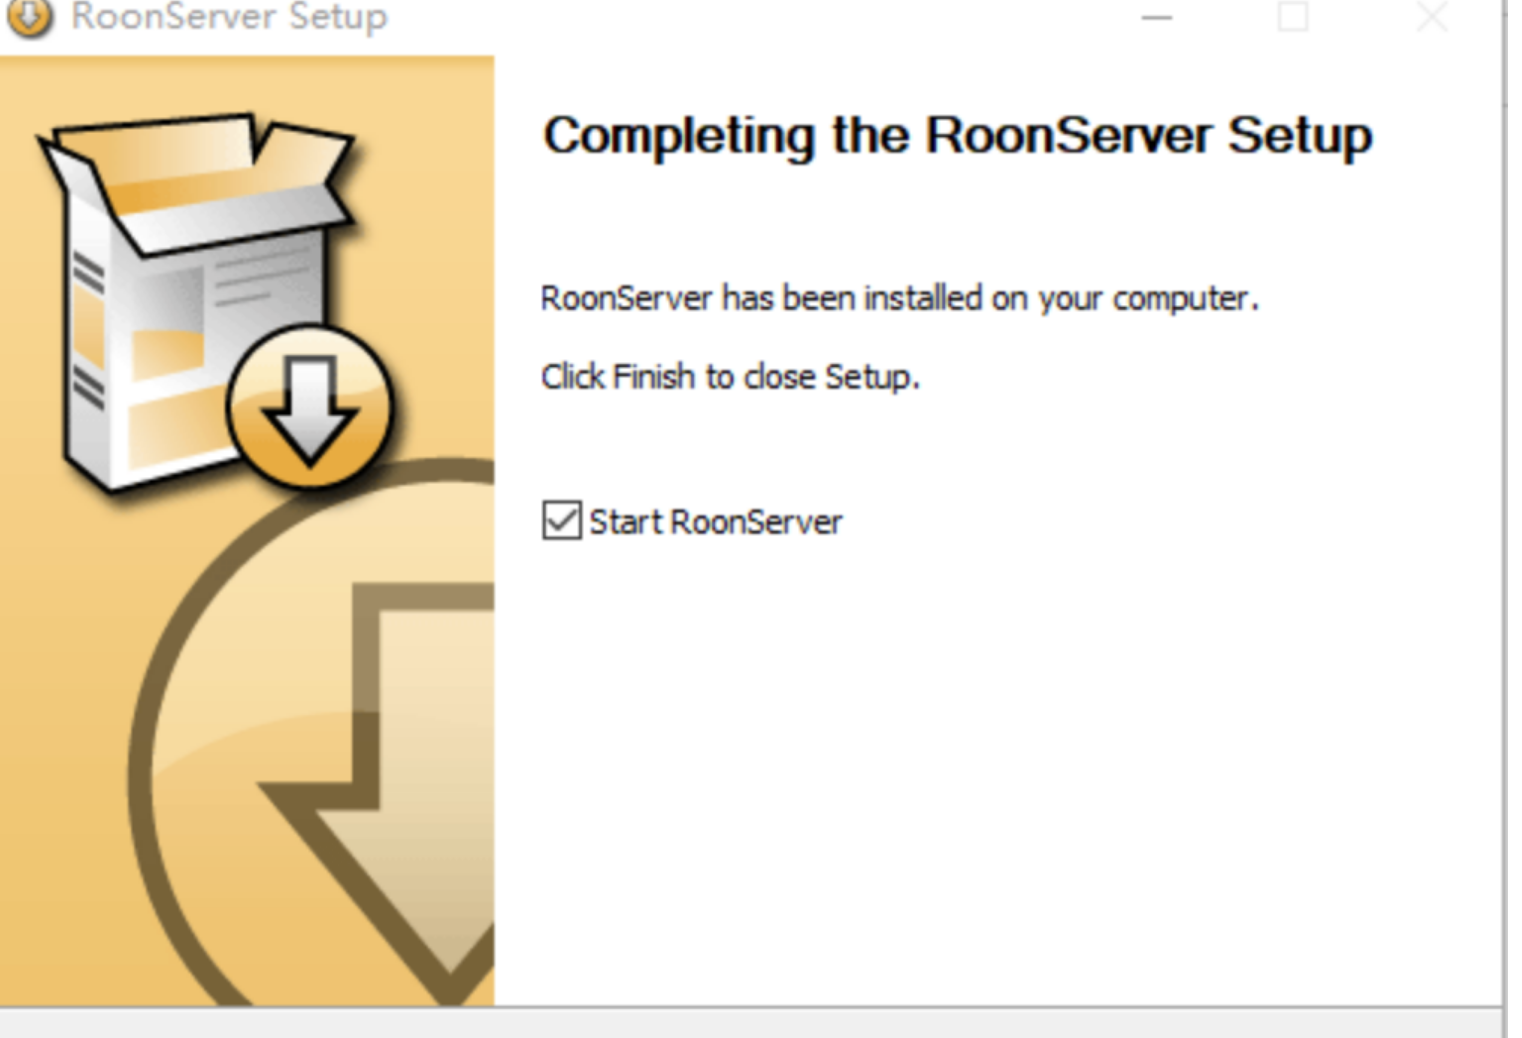 RoonServer Setup
Completing the RoonServer Setup
RoonServer has been installed on your computer.
Click Finish to close Setup.
Start RoonServer